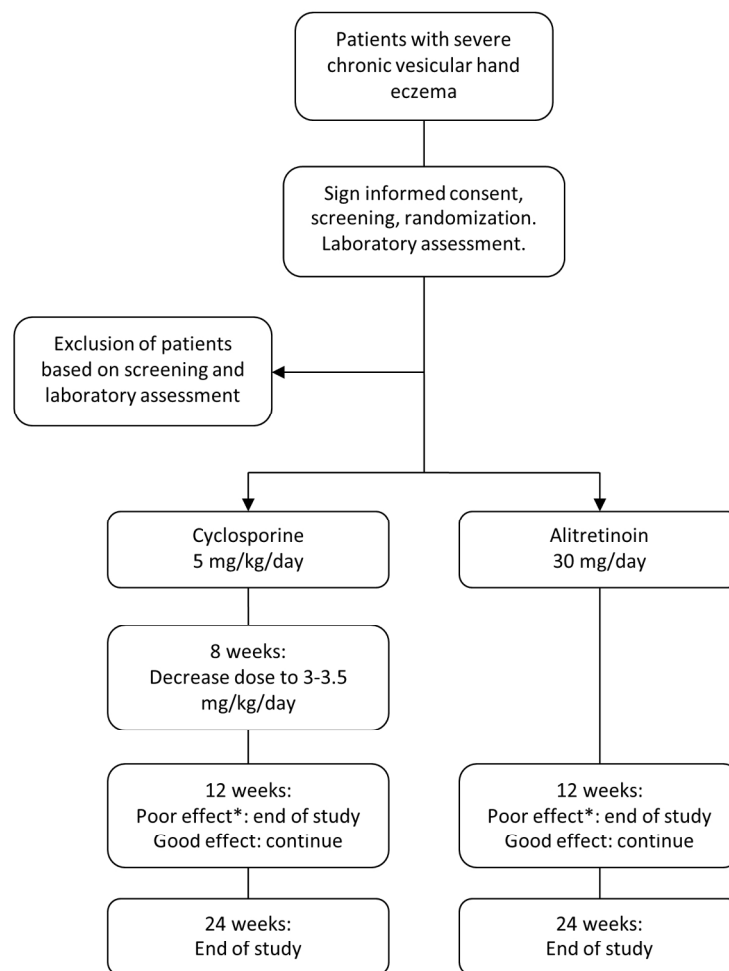 Patients with severe
chronic vesicular hand
eczema
Sign informed consent,
screening, randomization.
Laboratory assessment.
Exclusion of patients
based on screening and
laboratory assessment
Cyclosporine
5 mg/kg/day
Alitretinoin
30 mg/day
8 weeks:
Decrease dose to 3-3.5
mg/kg/day
12 weeks:
Poor effect*: end of study
Good effect: continue
12 weeks:
Poor effect*: end of study
Good effect: continue
24 weeks:
End of study
24 weeks:
End of study